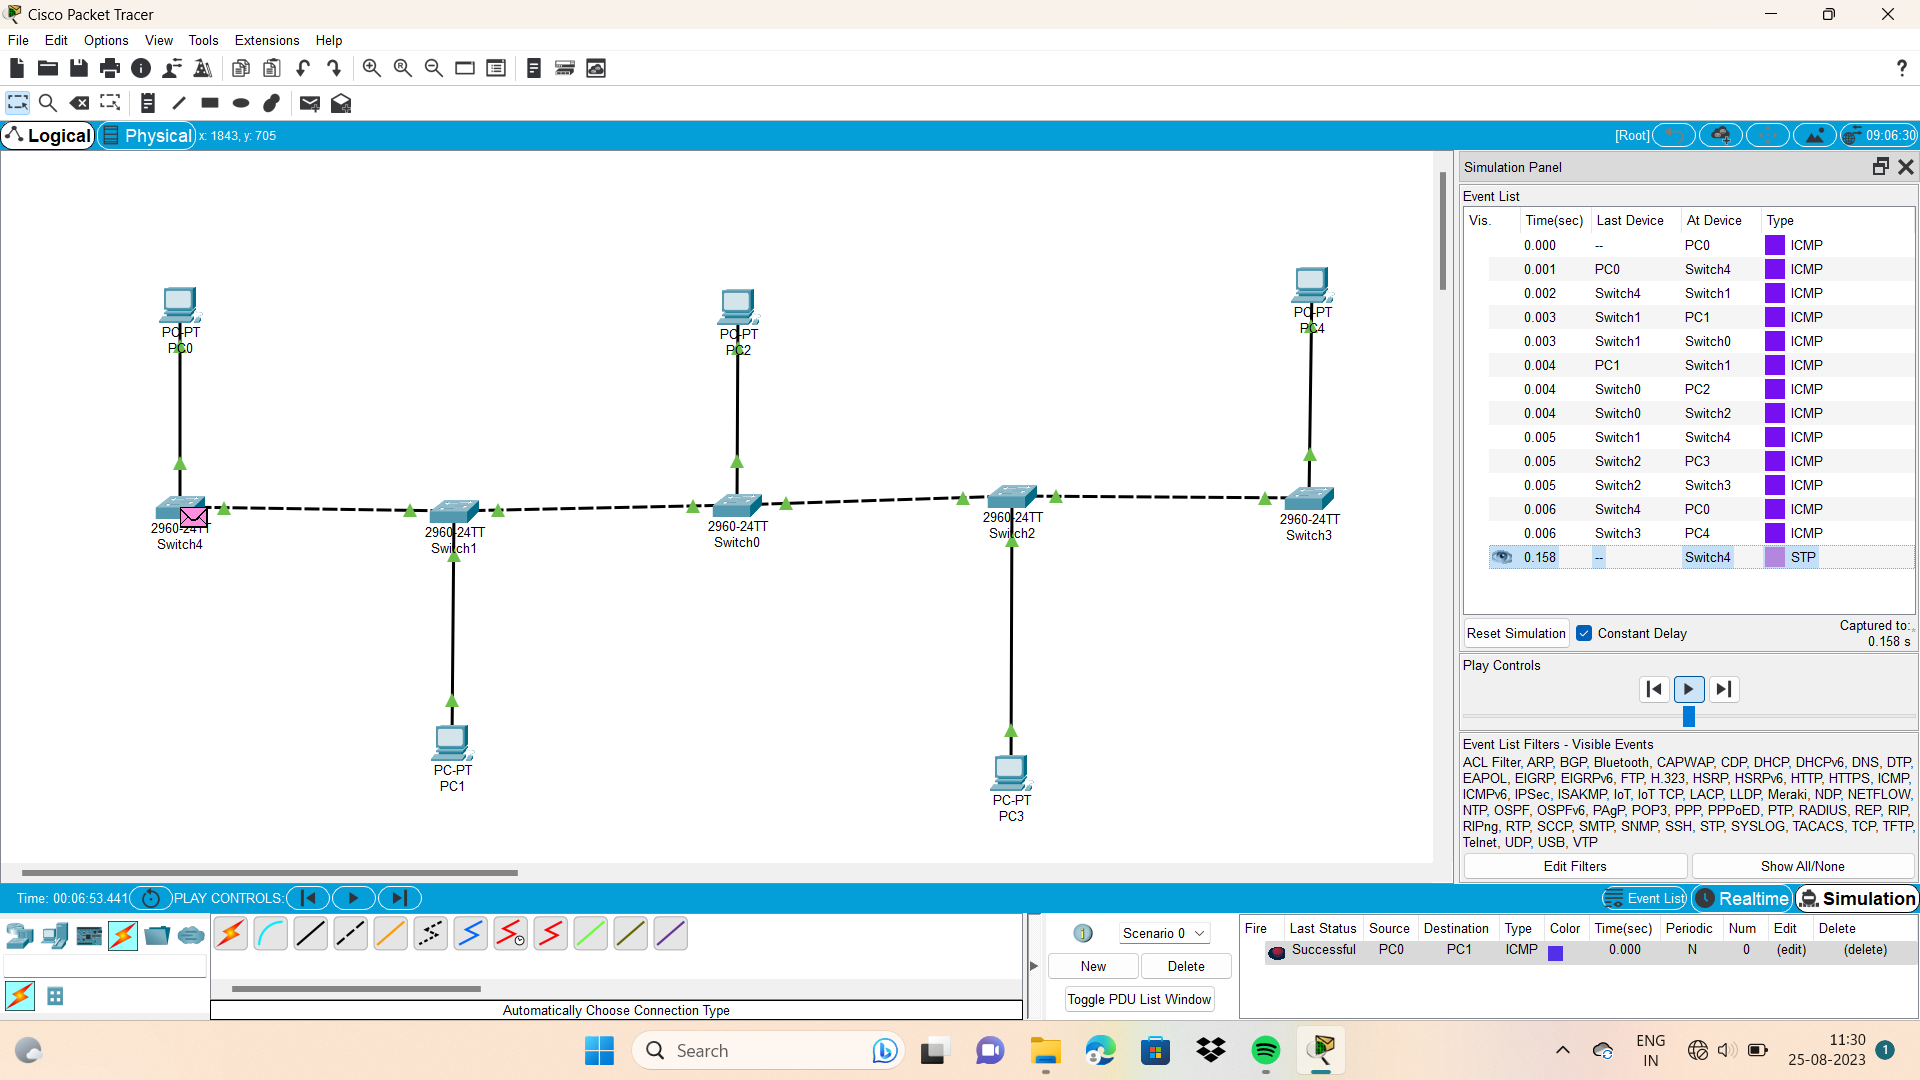 Cisco Packet Tracer
File Edit Options View Tools Extensions Help
?
Logical Physical x: 1843, y: 705 [Root] 09:06:30
PC-PT
PC0
PC-PT
PC2
PC-PT
PC4
2960-24TT
Switch4
2960-24TT
Switch1
2960-24TT
Switch0
2960-24TT
Switch2
2960-24TT
Switch3
PC-PT
PC1
PC-PT
PC3
Simulation Panel
Event List
Vis. Time(sec) Last Device At Device Type
0.000 -- PC0 ICMP
0.001 PC0 Switch4 ICMP
0.002 Switch4 Switch1 ICMP
0.003 Switch1 PC1 ICMP
0.003 Switch1 Switch0 ICMP
0.004 PC1 Switch1 ICMP
0.004 Switch0 PC2 ICMP
0.004 Switch0 Switch2 ICMP
0.005 Switch1 Switch4 ICMP
0.005 Switch2 PC3 ICMP
0.005 Switch2 Switch3 ICMP
0.006 Switch4 PC0 ICMP
0.006 Switch3 PC4 ICMP
0.158 -- Switch4 STP
Reset Simulation Constant Delay Captured to:
0.158 s
Play Controls
Event List Filters - Visible Events
ACL Filter, ARP, BGP, Bluetooth, CAPWAP, CDP, DHCP, DHCPv6, DNS, DTP,
EAPOL, EIGRP, EIGRPv6, FTP, H.323, HSRP, HSRPv6, HTTP, HTTPS, ICMP,
ICMPv6, IPSec, ISAKMP, IoT, IoT TCP, LACP, LLDP, Meraki, NDP, NETFLOW,
NTP, OSPF, OSPFv6, PAgP, POP3, PPP, PPPoED, PTP, RADIUS, REP, RIP,
RIPng, RTP, SCCP, SMTP, SNMP, SSH, STP, SYSLOG, TACACS, TCP, TFTP,
Telnet, UDP, USB, VTP
Edit Filters Show All/None
Time: 00:06:53.441 PLAY CONTROLS: Event List Realtime Simulation
Automatically Choose Connection Type
Scenario 0
New Delete
Toggle PDU List Window
Fire Last Status Source Destination Type Color Time(sec) Periodic Num Edit Delete
Successful PC0 PC1 ICMP 0.000 N 0 (edit) (delete)
Search
ENG
IN
11:30
25-08-2023
1